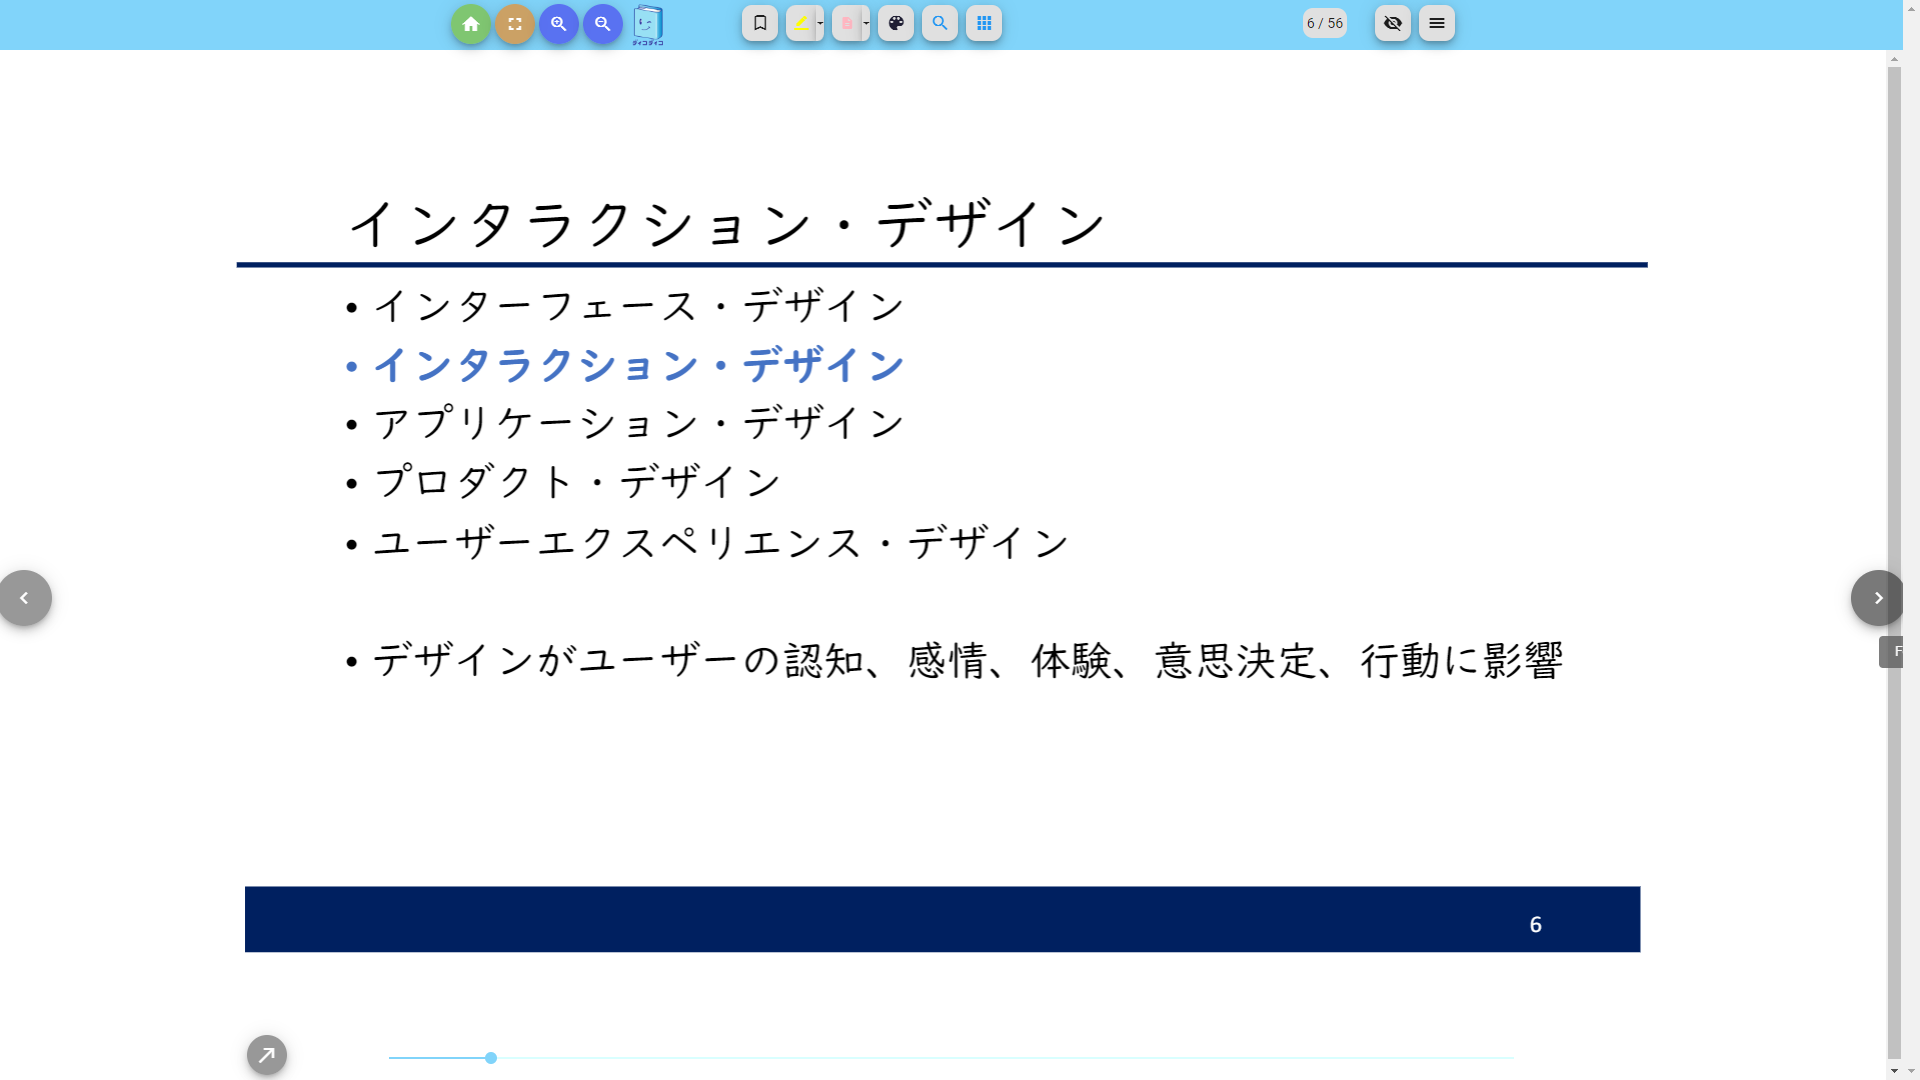 6 / 56
インタラクション・デザイン
• インターフェース・デザイン
• インタラクション・デザイン
• アプリケーション・デザイン
• プロダクト・デザイン
• ユーザーエクスペリエンス・デザイン
• デザインがユーザーの認知、感情、体験、意思決定、行動に影響
F
6